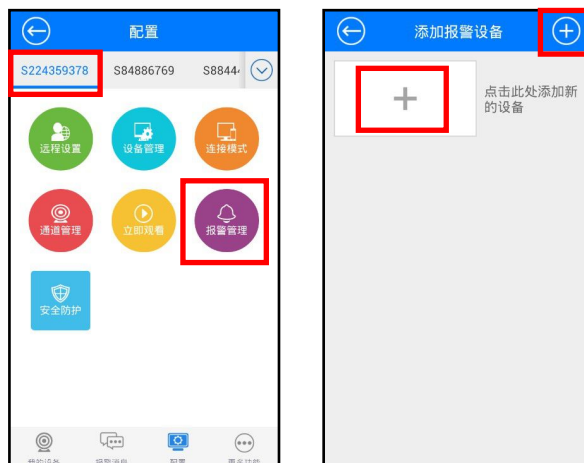 配置
S224359378 S84886769 S8844
远程设置 设备管理 连接模式
通道管理 立即观看 报警管理
安全防护
添加报警设备
点击此处添加新
的设备